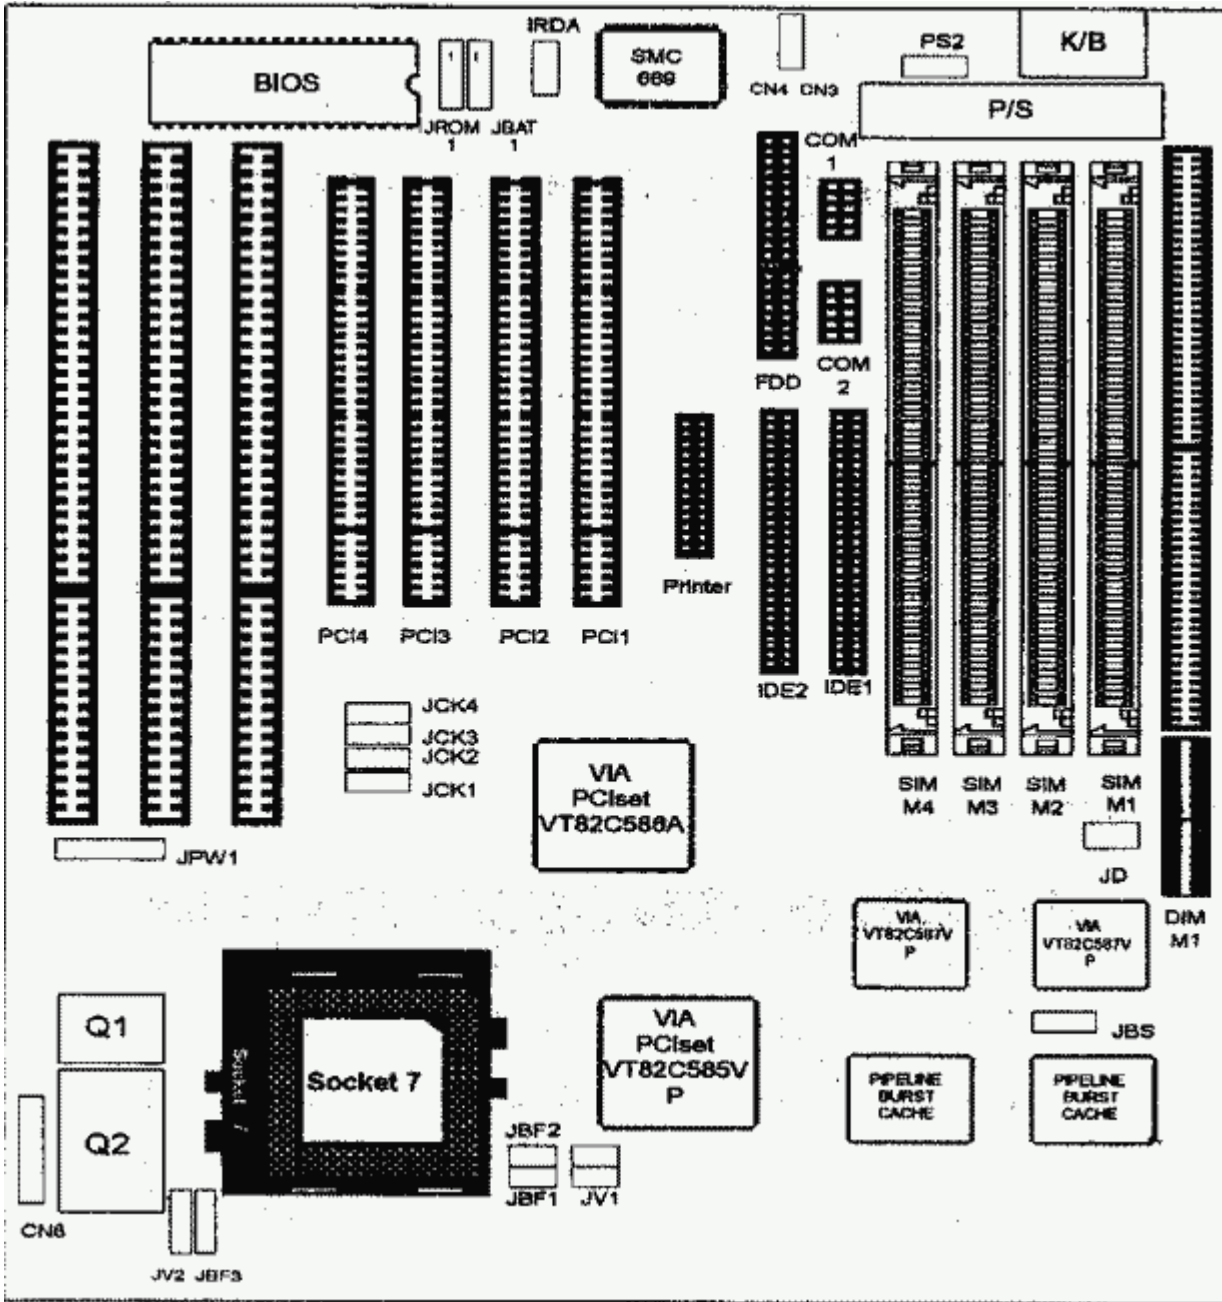 IRDA
SMC
669
PS2
K/B
BIOS
CN4 CN3
P/S
JROM
1
JBAT
1
COM
1
FDD
COM
2
Printer
PCI4
PCI3
PCI2
PCI1
IDE2
IDE1
JCK4
JCK3
JCK2
JCK1
VIA
PCIset
VT82C586A
SIM
M4
SIM
M3
SIM
M2
SIM
M1
JPW1
JD
VIA
VT82C587V
P
VIA
VT82C587V
P
DIM
M1
Q1
VIA
PCIset
VT82C585V
P
JBS
Socket 7
Socket 7
PIPELINE
BURST
CACHE
PIPELINE
BURST
CACHE
Q2
JBF2
JBF1
JV1
CN6
JV2 JBF3